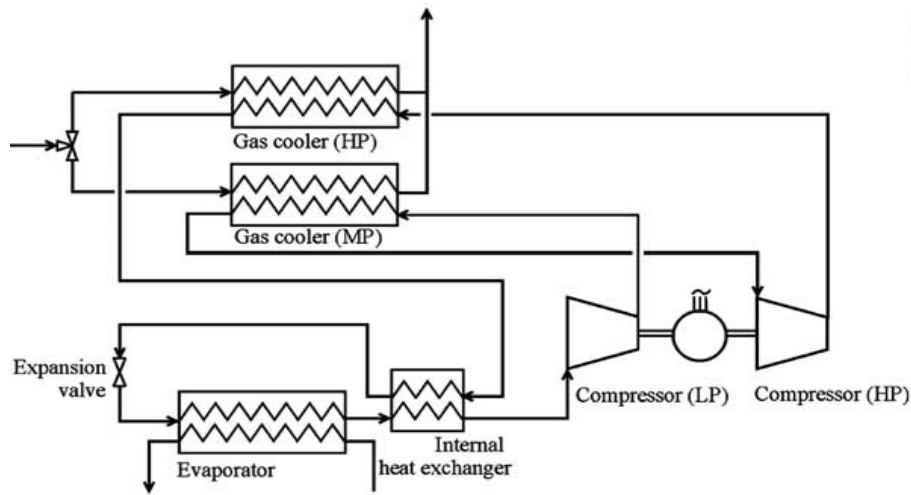 Gas cooler (HP)
Gas cooler (MP)
Expansion
valve
Compressor (LP)
Compressor (HP)
Internal
heat exchanger
Evaporator